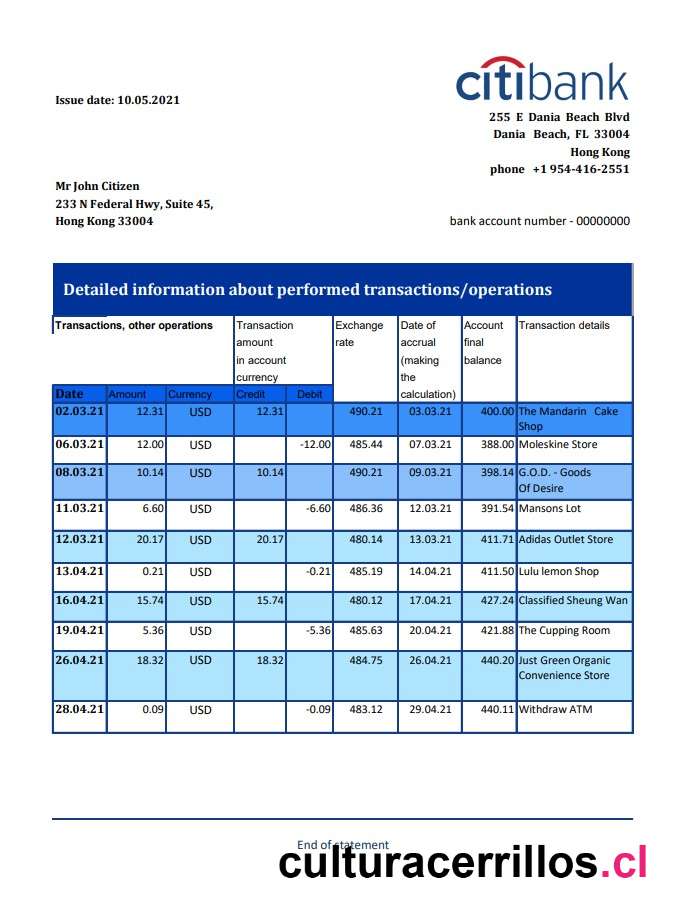 citibank
Issue date: 10.05.2021
255 E Dania Beach Blvd
Dania Beach, FL 33004
Hong Kong
phone +1 954-416-2551
Mr John Citizen
233 N Federal Hwy, Suite 45,
Hong Kong 33004
bank account number - 00000000
Detailed information about performed transactions/operations
Transactions, other operations
Transaction
amount
in account
currency
Exchange
rate
Date of
accrual
(making
the
calculation)
Account
final
balance
Transaction details
Date Amount Currency Credit Debit
02.03.21 12.31 USD 12.31 490.21 03.03.21 400.00 The Mandarin Cake
Shop
06.03.21 12.00 USD -12.00 485.44 07.03.21 388.00 Moleskine Store
08.03.21 10.14 USD 10.14 490.21 09.03.21 398.14 G.O.D. - Goods
Of Desire
11.03.21 6.60 USD -6.60 486.36 12.03.21 391.54 Mansons Lot
12.03.21 20.17 USD 20.17 480.14 13.03.21 411.71 Adidas Outlet Store
13.04.21 0.21 USD -0.21 485.19 14.04.21 411.50 Lulu lemon Shop
16.04.21 15.74 USD 15.74 480.12 17.04.21 427.24 Classified Sheung Wan
19.04.21 5.36 USD -5.36 485.63 20.04.21 421.88 The Cupping Room
26.04.21 18.32 USD 18.32 484.75 26.04.21 440.20 Just Green Organic
Convenience Store
28.04.21 0.09 USD -0.09 483.12 29.04.21 440.11 Withdraw ATM
End of statement
culturacerrillos.cl